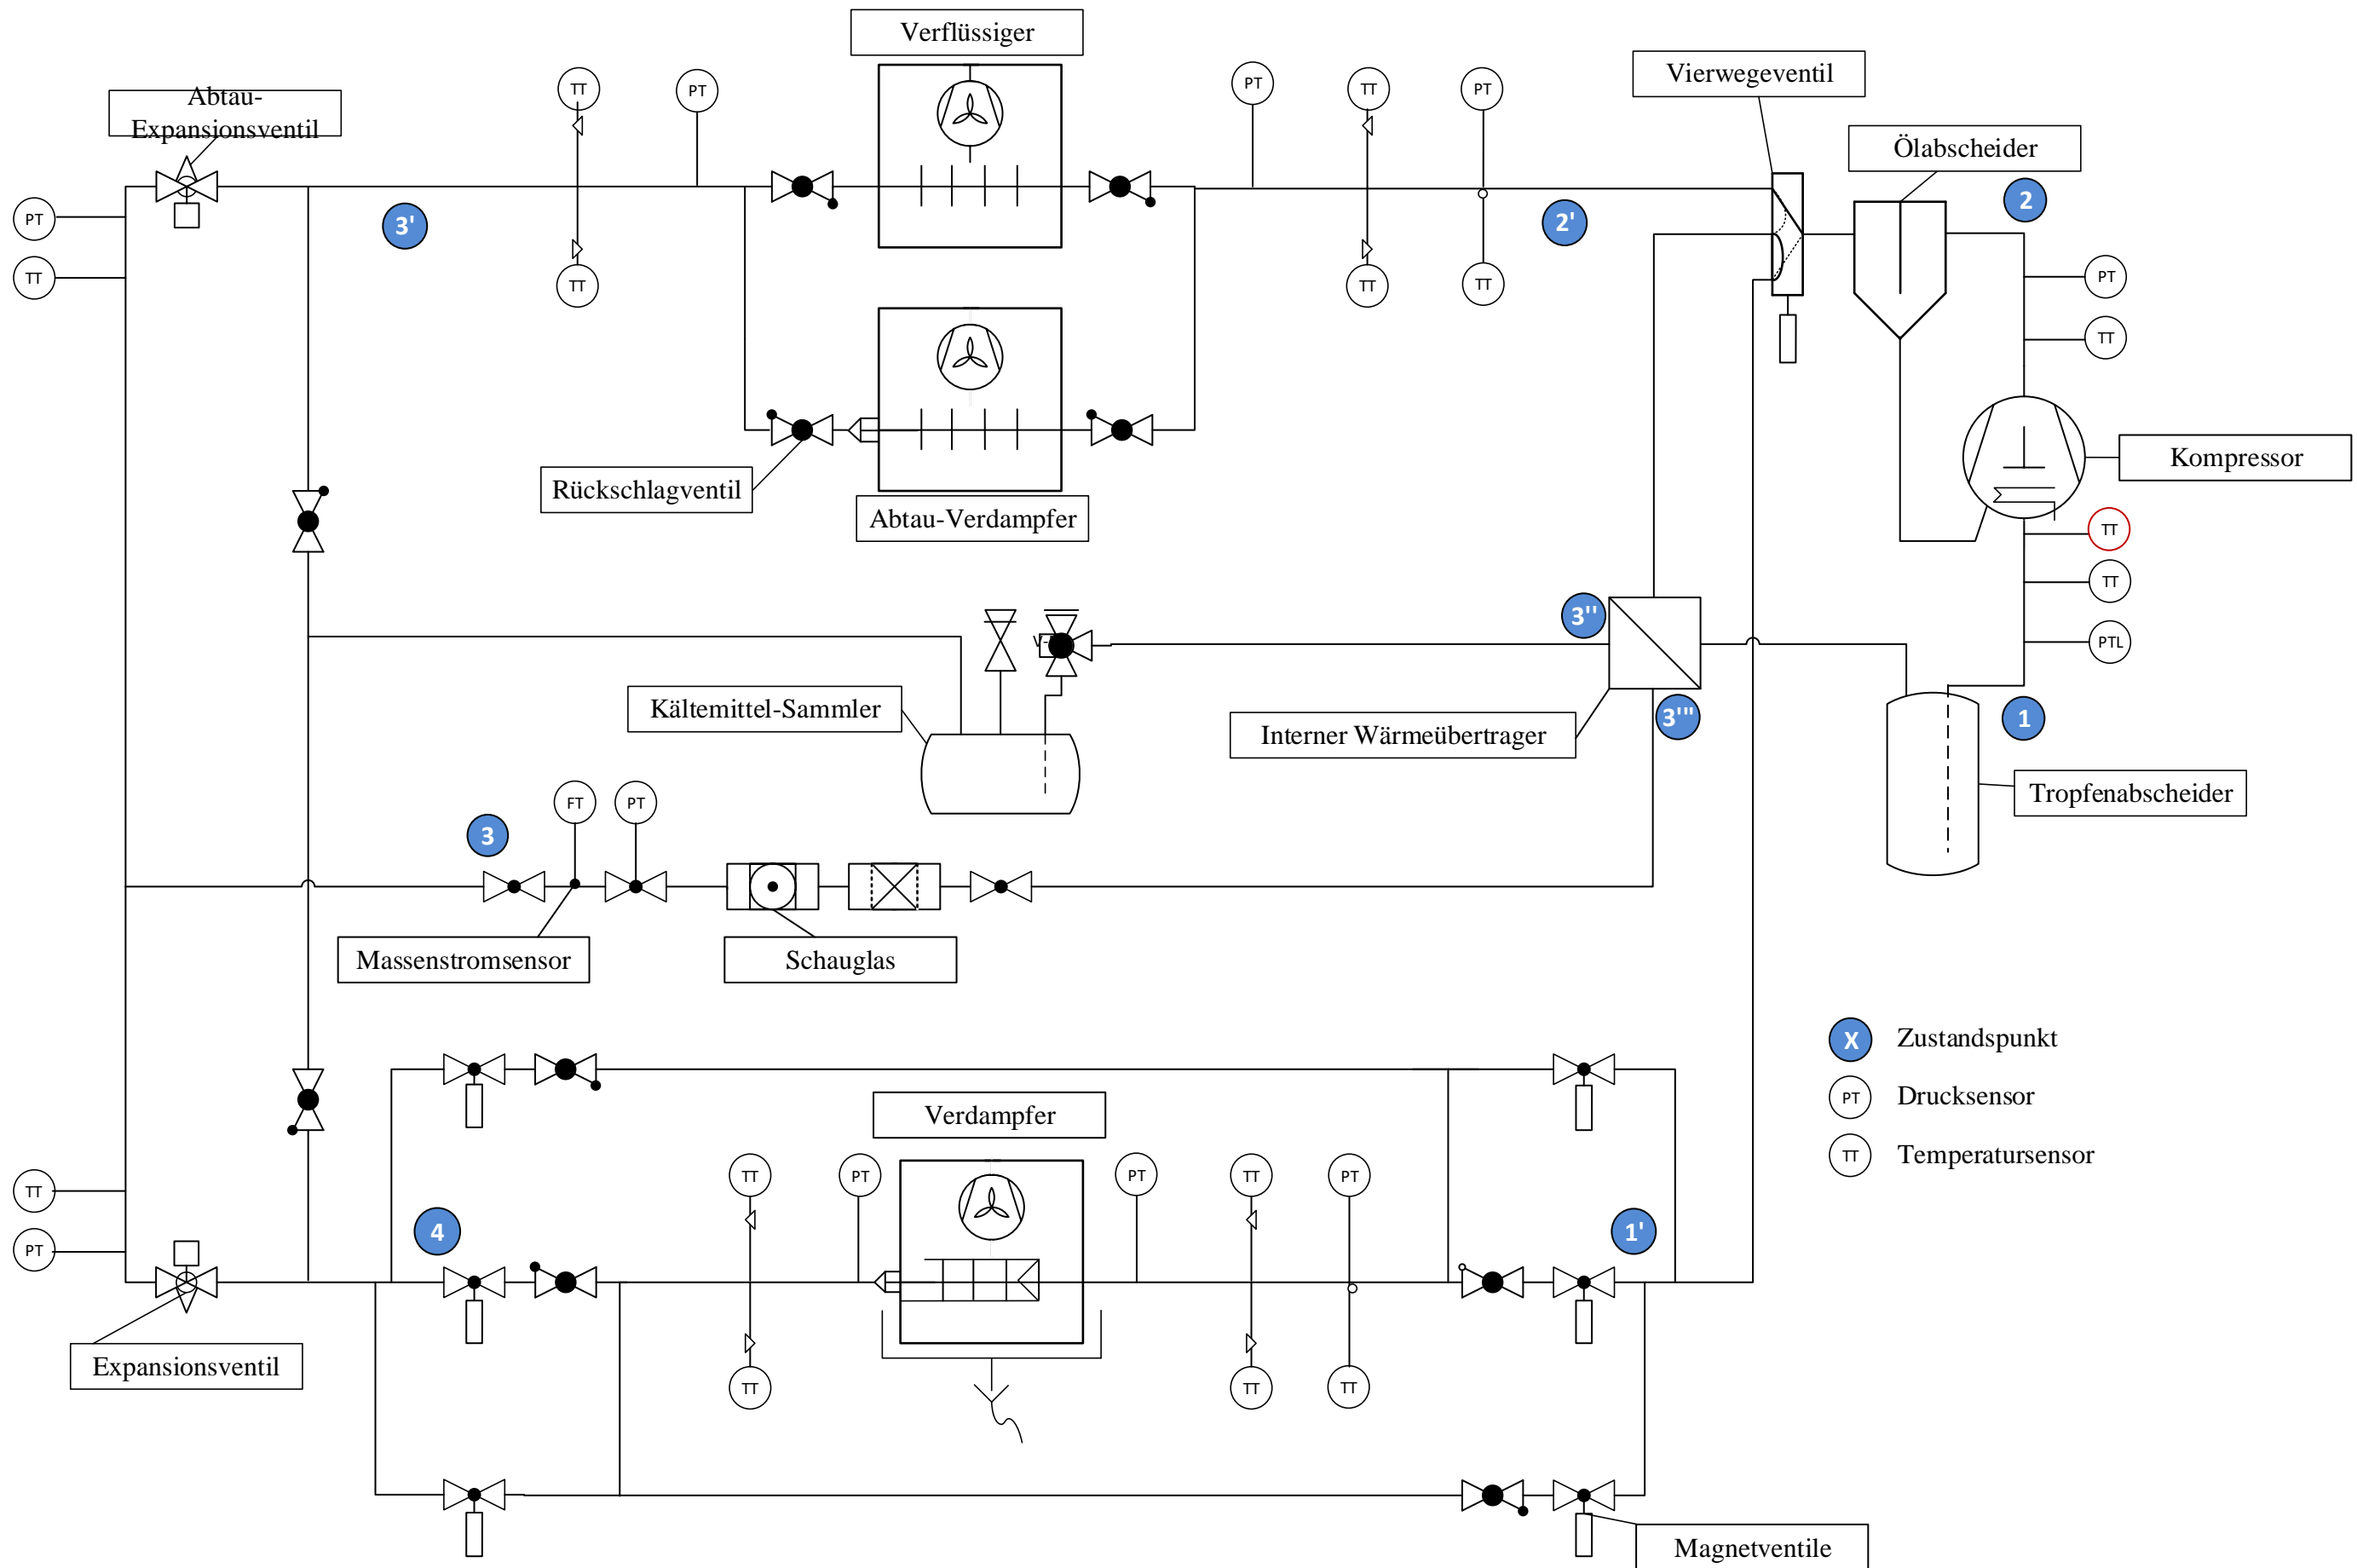 Verflüssiger
Vierwegeventil
Abtau-
Expansionsventil
TT
PT
PT
TT
PT
Ölabscheider
2
PT
3'
2'
TT
TT
TT
TT
PT
TT
Kompressor
Rückschlagventil
Abtau-Verdampfer
TT
TT
3''
PTL
Kältemittel-Sammler
Interner Wärmeübertrager
3'''
1
Tropfenabscheider
FT
PT
3
Massenstromsensor
Schauglas
X
Zustandspunkt
PT
Drucksensor
TT
Temperatursensor
Verdampfer
TT
TT
PT
PT
TT
PT
4
1'
PT
Expansionsventil
TT
TT
TT
Magnetventile